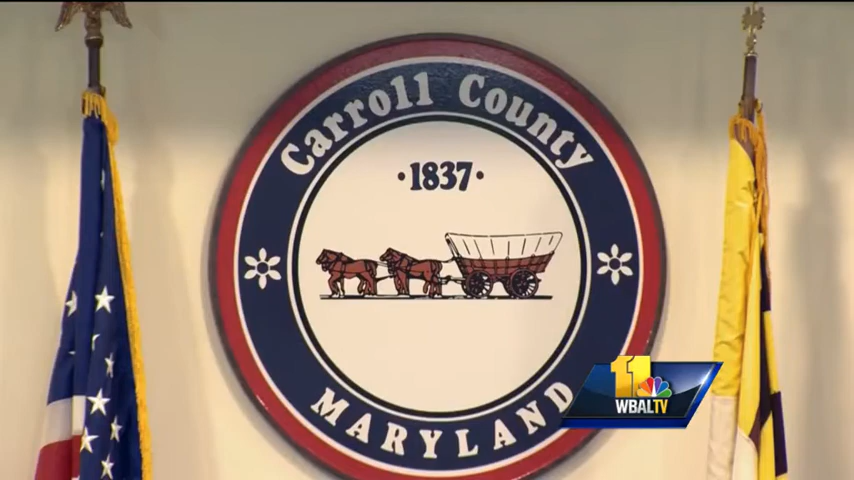 Carroll County
·1837·
MARYLAND
11
WBALTV